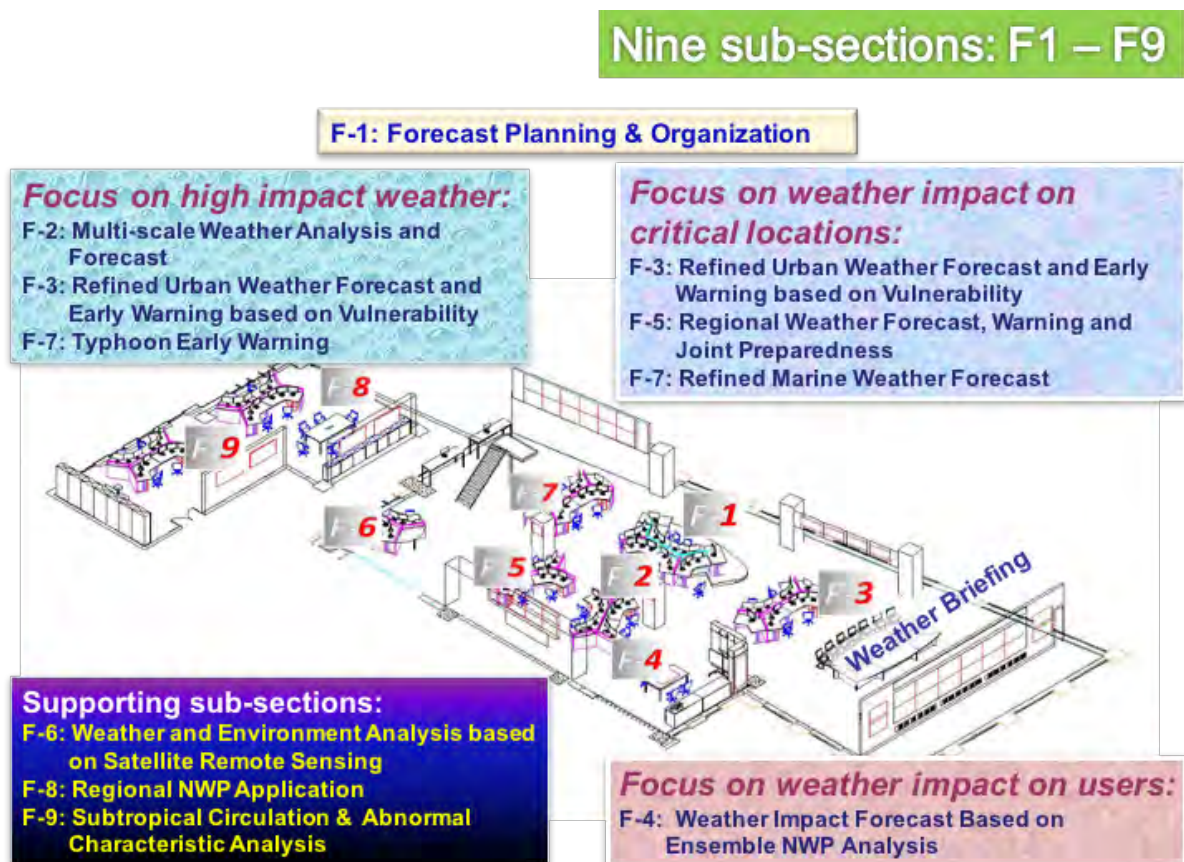 Nine sub-sections: F1 – F9
F-1: Forecast Planning & Organization
Focus on high impact weather:
F-2: Multi-scale Weather Analysis and
Forecast
F-3: Refined Urban Weather Forecast and
Early Warning based on Vulnerability
F-7: Typhoon Early Warning
Focus on weather impact on
critical locations:
F-3: Refined Urban Weather Forecast and Early
Warning based on Vulnerability
F-5: Regional Weather Forecast, Warning and
Joint Preparedness
F-7: Refined Marine Weather Forecast
F-8
F-9
F-7
F-1
F-6
F-5
F-2
F-3
F-4
Weather Briefing
Supporting sub-sections:
F-6: Weather and Environment Analysis based
on Satellite Remote Sensing
F-8: Regional NWP Application
F-9: Subtropical Circulation & Abnormal
Characteristic Analysis
Focus on weather impact on users:
F-4: Weather Impact Forecast Based on
Ensemble NWP Analysis